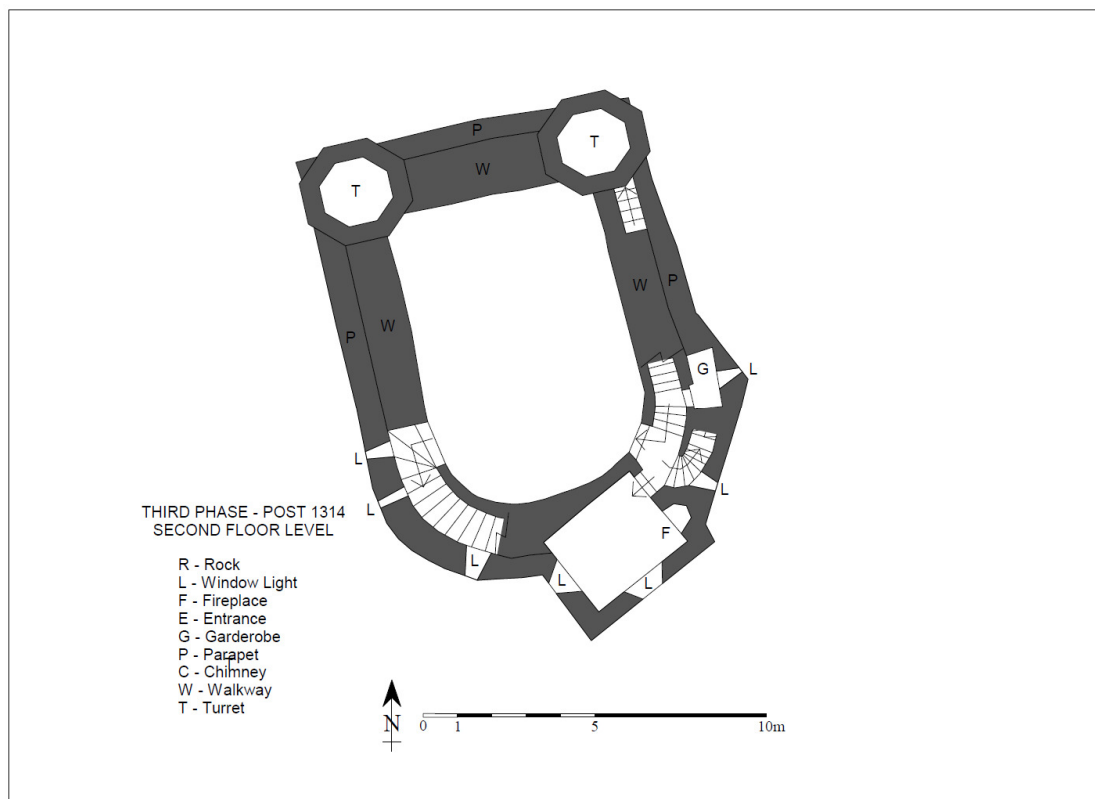 P
T
W
T
W
P
P
W
G
L
L
L
L
F
L
L
L
THIRD PHASE - POST 1314
SECOND FLOOR LEVEL
R - Rock
L - Window Light
F - Fireplace
E - Entrance
G - Garderobe
P - Parapet
T
C - Chimney
W - Walkway
T - Turret
N
0 1 5 10m